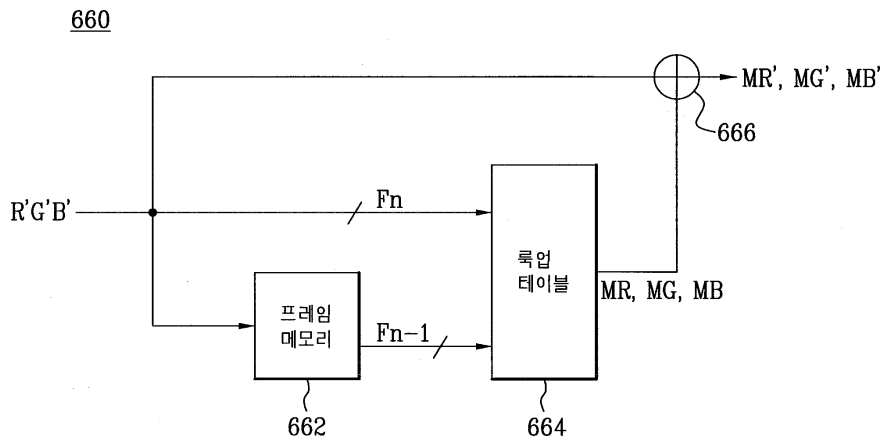 660
MR', MG', MB'
666
R'G'B'
Fn
룩업
테이블
MR, MG, MB
프레임
메모리
Fn-1
662
664